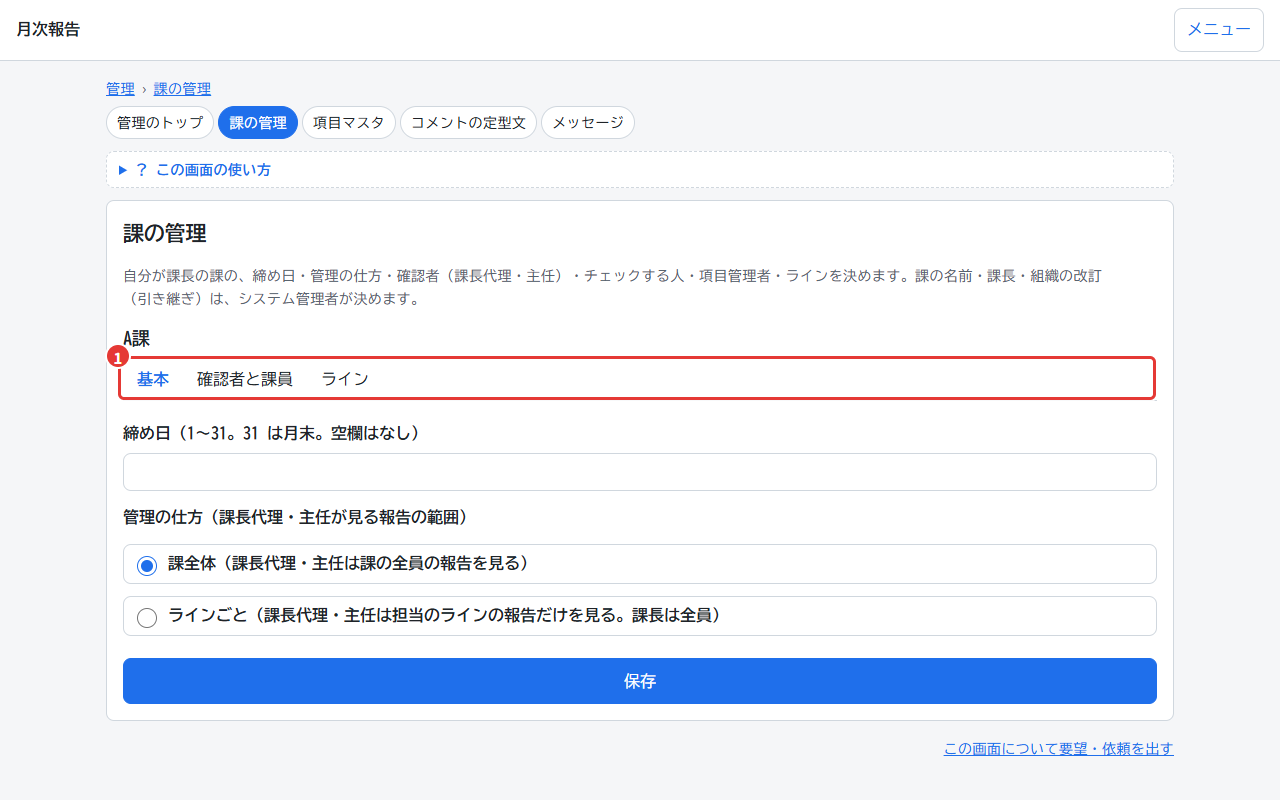 月次報告
メニュー
管理 › 課の管理
管理のトップ 課の管理 項目マスタ コメントの定型文 メッセージ
▶ ? この画面の使い方
課の管理
自分が課長の課の、締め日・管理の仕方・確認者（課長代理・主任）・チェックする人・項目管理者・ラインを決めます。課の名前・課長・組織の改訂
（引き継ぎ）は、システム管理者が決めます。
A課
1
基本 確認者と課員 ライン
締め日（1～31。31 は月末。空欄はなし）
管理の仕方（課長代理・主任が見る報告の範囲）
課全体（課長代理・主任は課の全員の報告を見る）
ラインごと（課長代理・主任は担当のラインの報告だけを見る。課長は全員）
保存
この画面について要望・依頼を出す